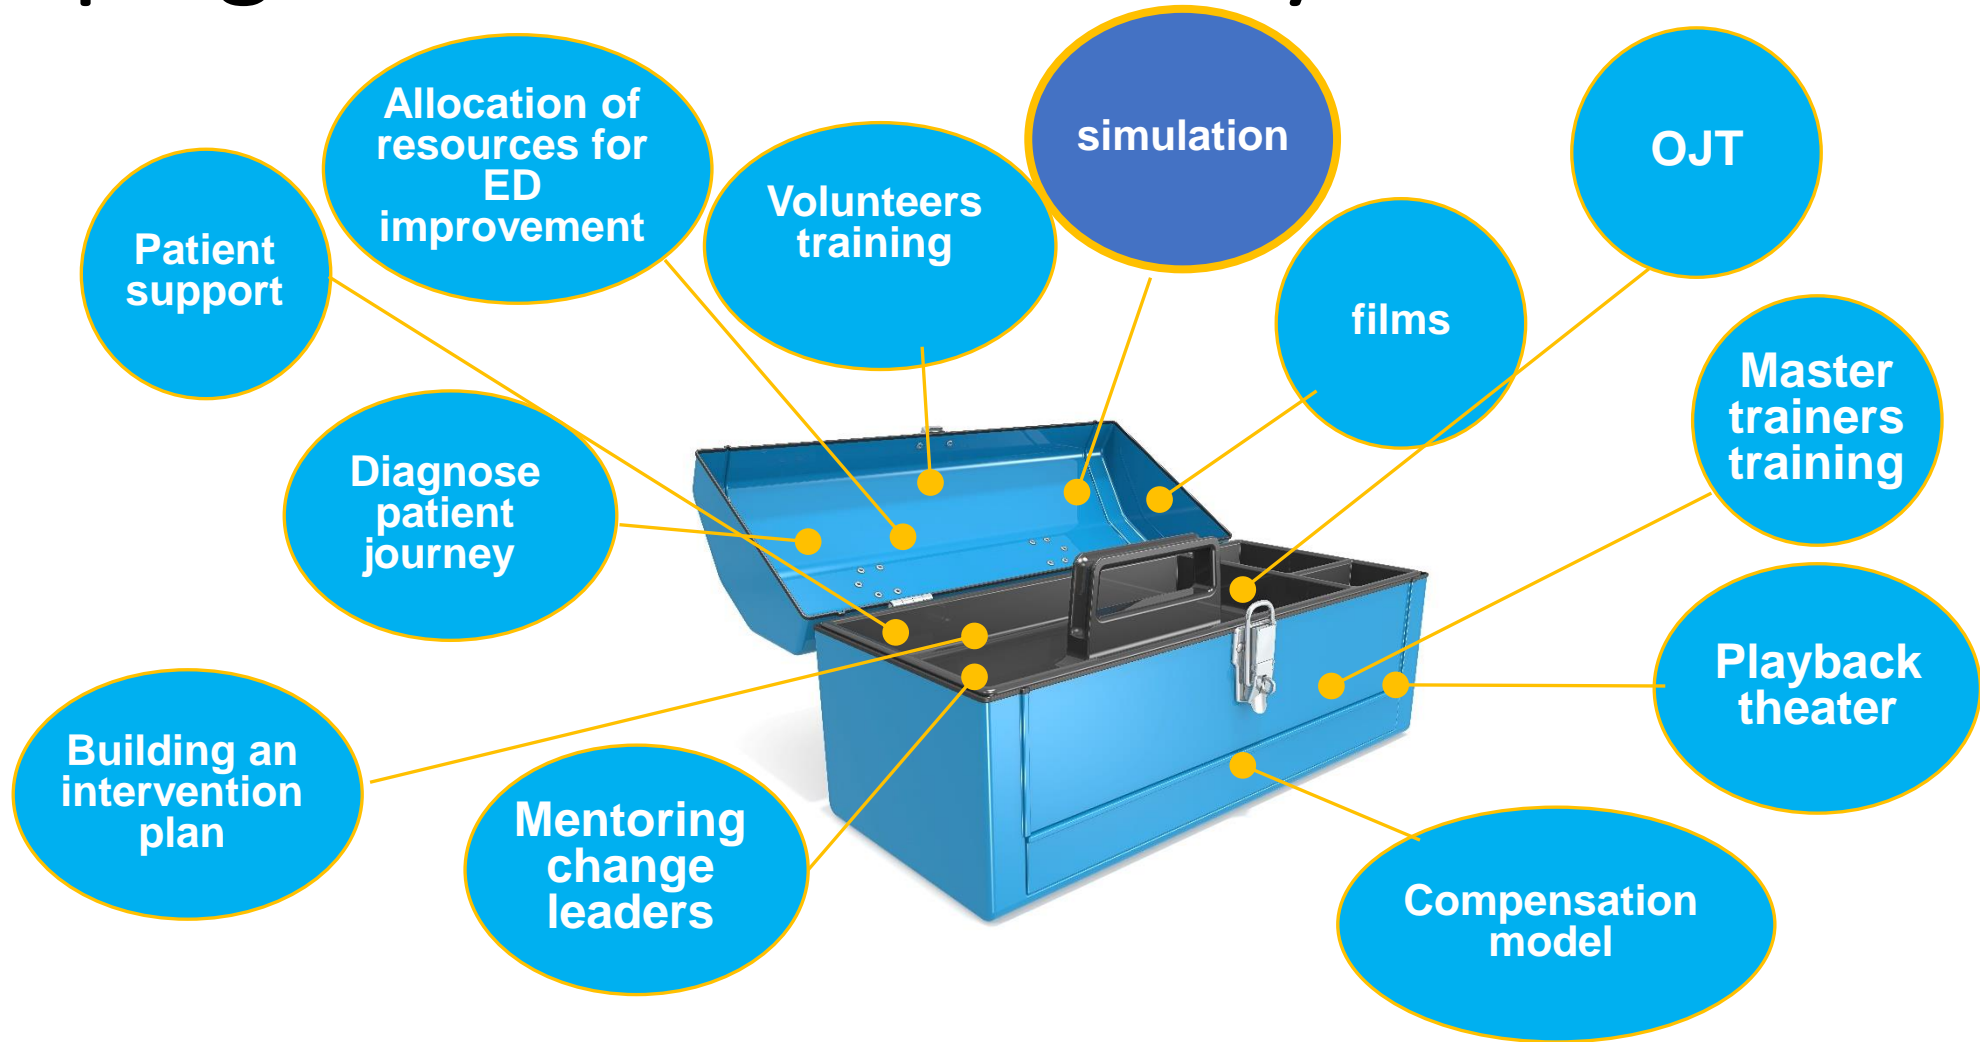 Allocation of
resources for
ED
improvement
simulation
OJT
Volunteers
training
Patient
support
films
Master
trainers
training
Diagnose
patient
journey
Playback
theater
Building an
intervention
plan
Mentoring
change
leaders
Compensation
model